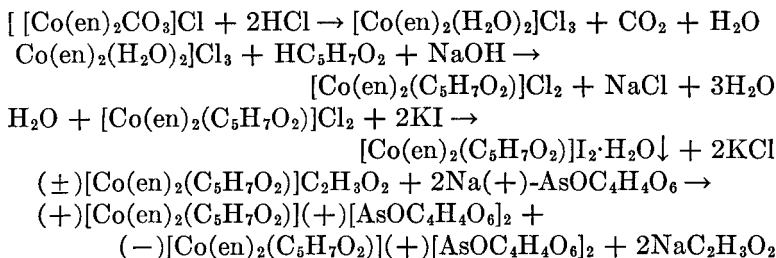 [ [Co(en)₂CO₃]Cl + 2HCl → [Co(en)₂(H₂O)₂]Cl₃ + CO₂ + H₂O
Co(en)₂(H₂O)₂]Cl₃ + HC₅H₇O₂ + NaOH →
[Co(en)₂(C₅H₇O₂)]Cl₂ + NaCl + 3H₂O
H₂O + [Co(en)₂(C₅H₇O₂)]Cl₂ + 2KI →
[Co(en)₂(C₅H₇O₂)]I₂·H₂O↓ + 2KCl
(±)[Co(en)₂(C₅H₇O₂)]C₂H₃O₂ + 2Na(+)-AsOC₄H₄O₆ →
(+)[Co(en)₂(C₅H₇O₂)](+)[AsOC₄H₄O₆]₂ +
(−)[Co(en)₂(C₅H₇O₂)](+)[AsOC₄H₄O₆]₂ + 2NaC₂H₃O₂